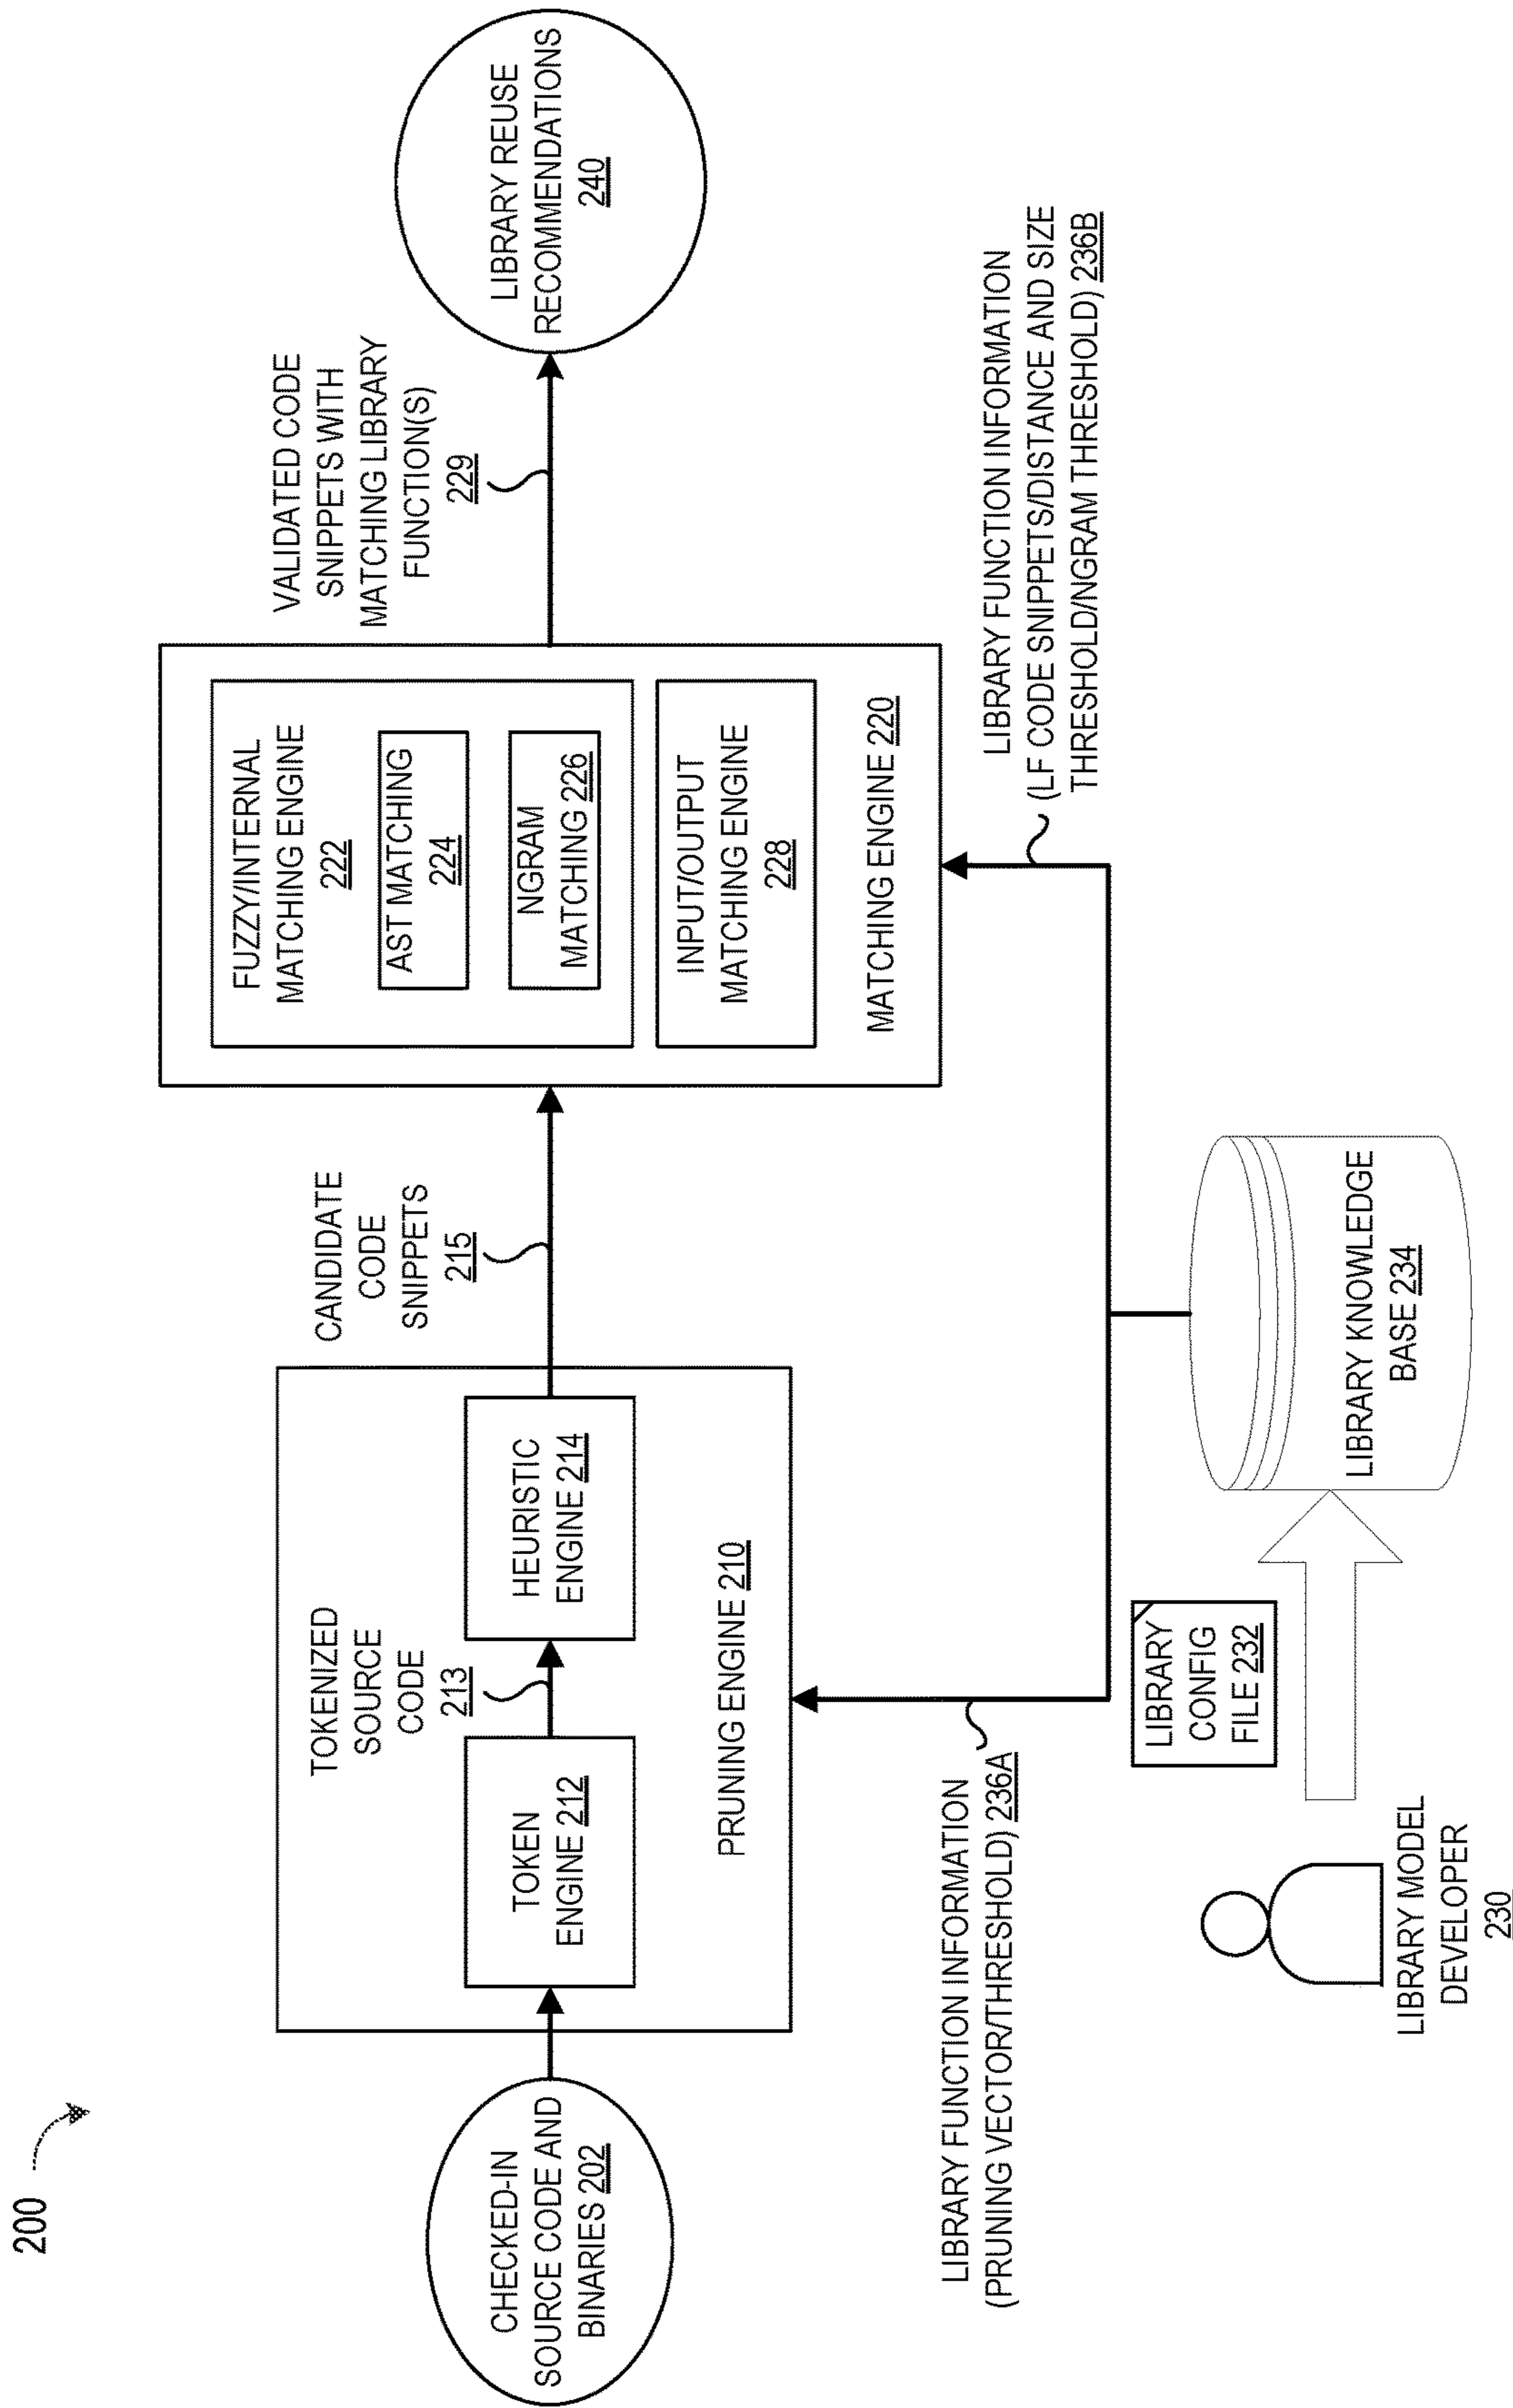 200
CHECKED-IN
SOURCE CODE AND
BINARIES 202
TOKENIZED
SOURCE
CODE
213
TOKEN
ENGINE 212
HEURISTIC
ENGINE 214
PRUNING ENGINE 210
CANDIDATE
CODE
SNIPPETS
215
FUZZY/INTERNAL
MATCHING ENGINE
222
AST MATCHING
224
NGRAM
MATCHING 226
INPUT/OUTPUT
MATCHING ENGINE
228
MATCHING ENGINE 220
VALIDATED CODE
SNIPPETS WITH
MATCHING LIBRARY
FUNCTION(S)
229
LIBRARY REUSE
RECOMMENDATIONS
240
LIBRARY FUNCTION INFORMATION
(PRUNING VECTOR/THRESHOLD) 236A
LIBRARY FUNCTION INFORMATION
(LF CODE SNIPPETS/DISTANCE AND SIZE
THRESHOLD/NGRAM THRESHOLD) 236B
LIBRARY MODEL
DEVELOPER
230
LIBRARY
CONFIG
FILE 232
LIBRARY KNOWLEDGE
BASE 234